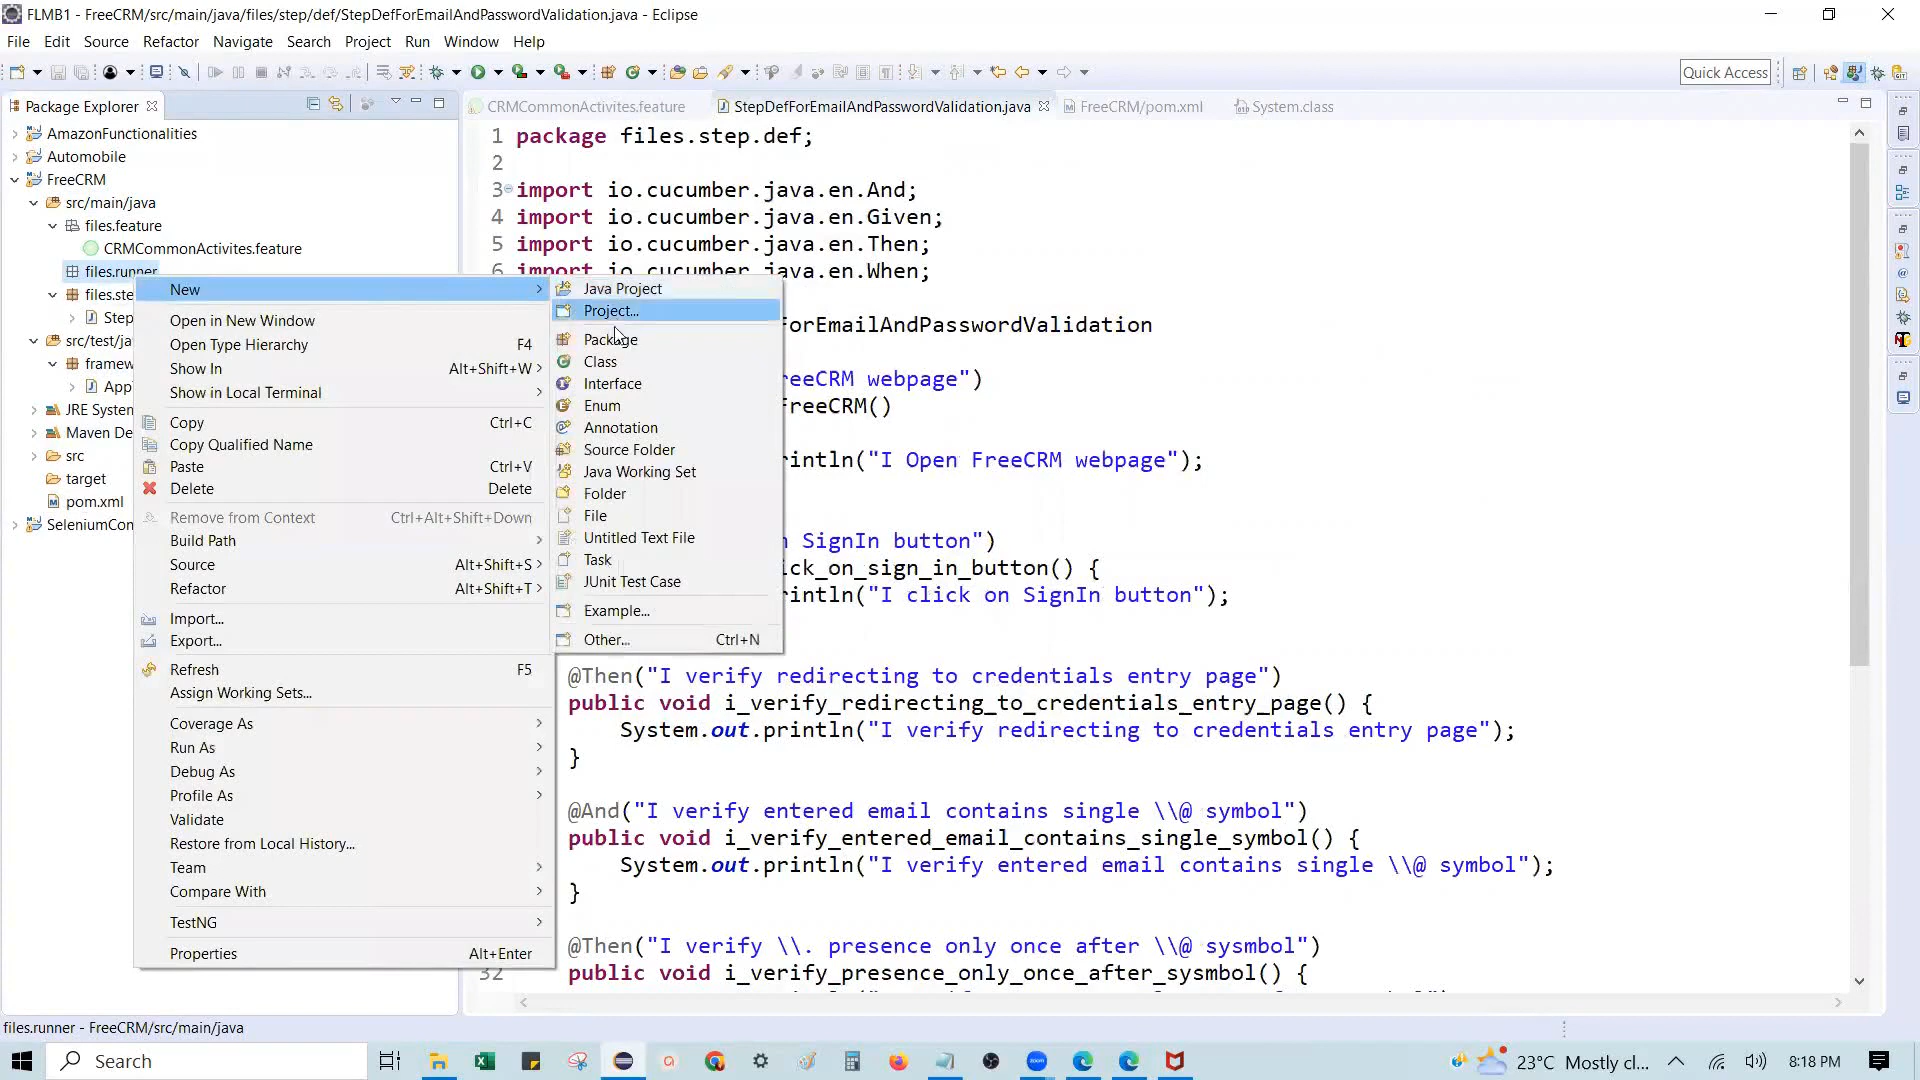 FLMB1 - FreeCRM/src/main/java/files/step/def/StepDefForEmailAndPasswordValidation.java - Eclipse
File Edit Source Refactor Navigate Search Project Run Window Help
Quick Access
Package Explorer
CRMCommonActivites.feature StepDefForEmailAndPasswordValidation.java FreeCRM/pom.xml System.class
AmazonFunctionalities
Automobile
FreeCRM
src/main/java
files.feature
CRMCommonActivites.feature
files.runner
files.ste
Step
src/test/ja
framew
App
JRE System
Maven De
src
target
pom.xml
SeleniumCon
New
Open in New Window
Open Type Hierarchy F4
Show In Alt+Shift+W
Show in Local Terminal
Copy Ctrl+C
Copy Qualified Name
Paste Ctrl+V
Delete Delete
Remove from Context Ctrl+Alt+Shift+Down
Build Path
Source Alt+Shift+S
Refactor Alt+Shift+T
Import...
Export...
Refresh F5
Assign Working Sets...
Coverage As
Run As
Debug As
Profile As
Validate
Restore from Local History...
Team
Compare With
TestNG
Properties Alt+Enter
Java Project
Project...
Package
Class
Interface
Enum
Annotation
Source Folder
Java Working Set
Folder
File
Untitled Text File
Task
JUnit Test Case
Example...
Other... Ctrl+N
1 package files.step.def;
2
3 import io.cucumber.java.en.And;
4 import io.cucumber.java.en.Given;
5 import io.cucumber.java.en.Then;
6 import io.cucumber.java.en.When;
orEmailAndPasswordValidation
reeCRM webpage")
freeCRM()
intln("I Open FreeCRM webpage");
SignIn button")
ick_on_sign_in_button() {
intln("I click on SignIn button");
@Then("I verify redirecting to credentials entry page")
public void i_verify_redirecting_to_credentials_entry_page() {
System.out.println("I verify redirecting to credentials entry page");
}
@And("I verify entered email contains single \\@ symbol")
public void i_verify_entered_email_contains_single_symbol() {
System.out.println("I verify entered email contains single \\@ symbol");
}
@Then("I verify \\. presence only once after \\@ sysmbol")
32 public void i_verify_presence_only_once_after_sysmbol() {
files.runner - FreeCRM/src/main/java
Search
23°C Mostly cl...
8:18 PM